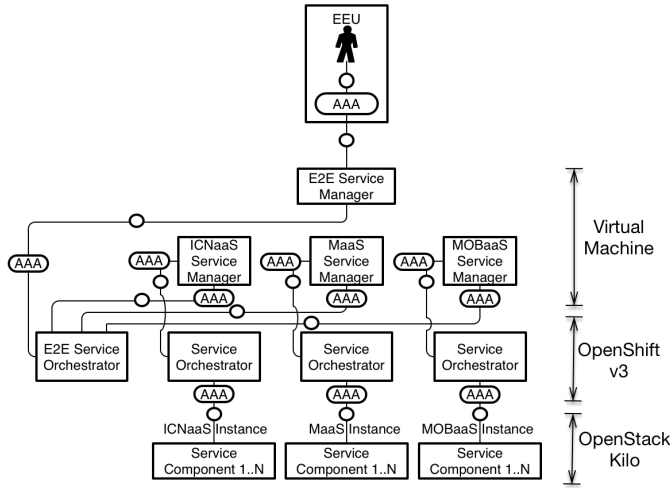 EEU
AAA
E2E Service
Manager
Virtual
Machine
AAA
AAA
ICNaaS
Service
Manager
AAA
MaaS
Service
Manager
AAA
MOBaaS
Service
Manager
AAA
AAA
AAA
E2E Service
Orchestrator
Service
Orchestrator
Service
Orchestrator
Service
Orchestrator
OpenShift
v3
AAA
AAA
AAA
ICNaaS Instance
MaaS Instance
MOBaaS Instance
Service
Component 1..N
Service
Component 1..N
Service
Component 1..N
OpenStack
Kilo